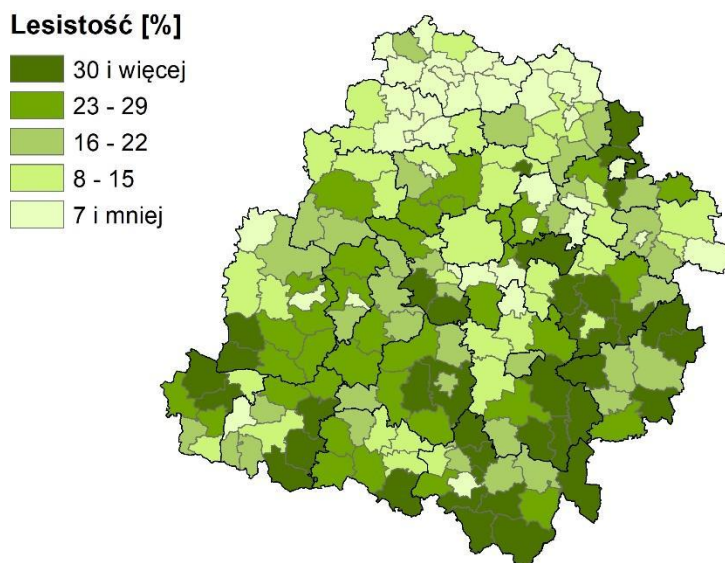 Lesistość [%]
30 i więcej
23 - 29
16 - 22
8 - 15
7 i mniej